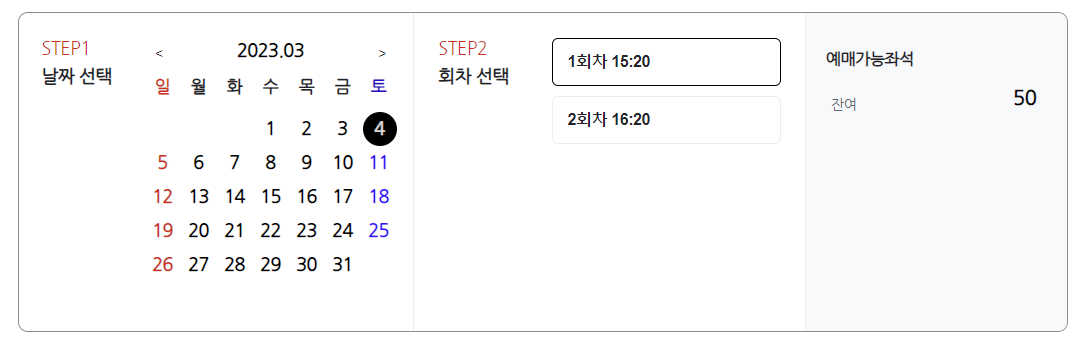 STEP1
날짜 선택
< 2023.03 >
일 월 화 수 목 금 토
1 2 3 4
5 6 7 8 9 10 11
12 13 14 15 16 17 18
19 20 21 22 23 24 25
26 27 28 29 30 31
STEP2
회차 선택
1회차 15:20
2회차 16:20
예매가능좌석
잔여 50